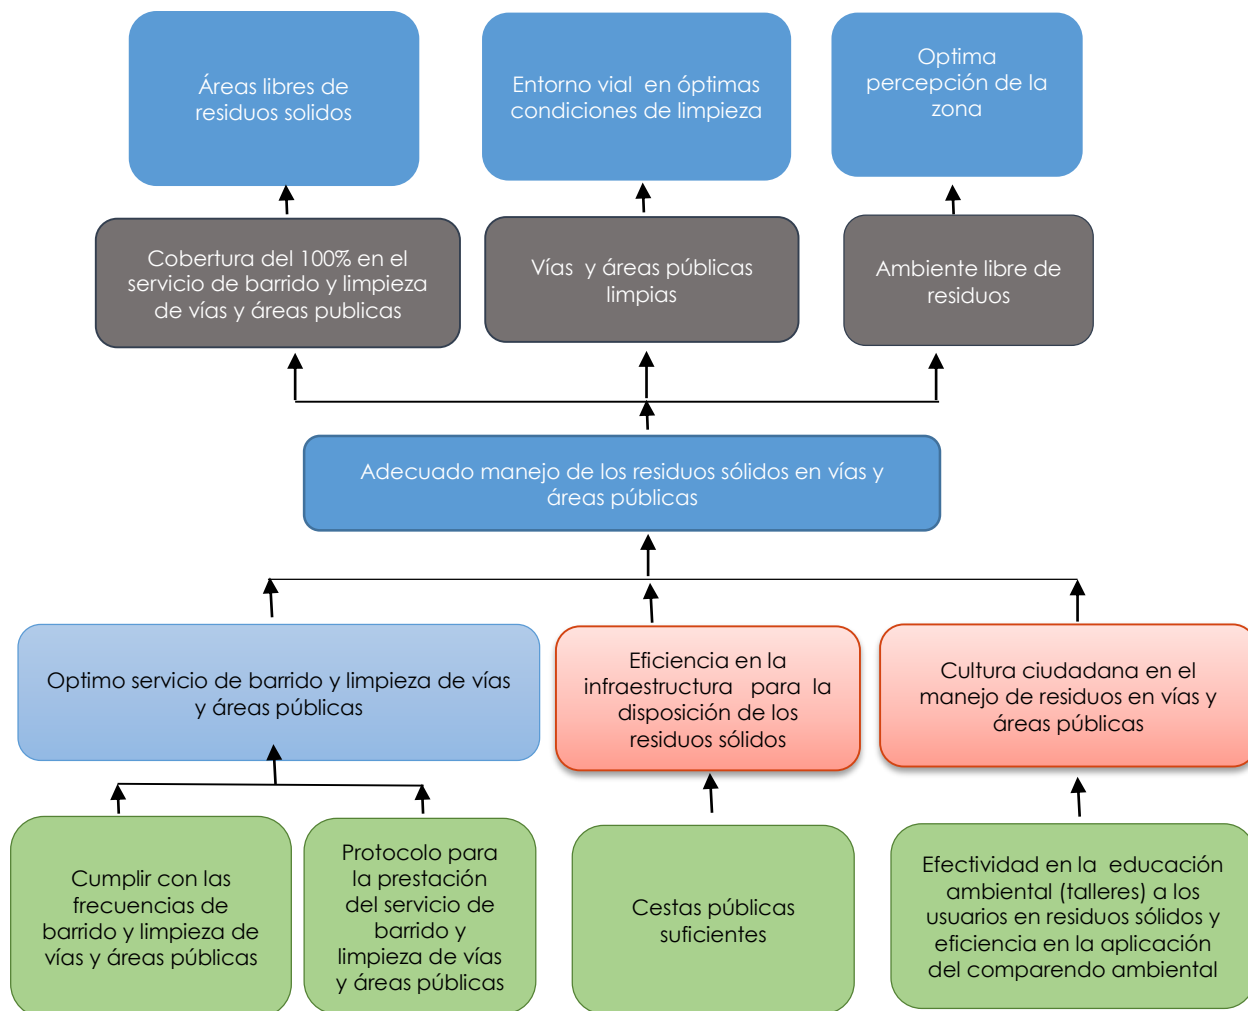 Áreas libres de
residuos solidos
Entorno vial en óptimas
condiciones de limpieza
Optima
percepción de la
zona
Cobertura del 100% en el
servicio de barrido y limpieza
de vías y áreas publicas
Vías y áreas públicas
limpias
Ambiente libre de
residuos
Adecuado manejo de los residuos sólidos en vías y
áreas públicas
Optimo servicio de barrido y limpieza de vías
y áreas públicas
Eficiencia en la
infraestructura para la
disposición de los
residuos sólidos
Cultura ciudadana en el
manejo de residuos en vías y
áreas públicas
Cumplir con las
frecuencias de
barrido y limpieza de
vías y áreas públicas
Protocolo para
la prestación
del servicio de
barrido y
limpieza de vías
y áreas públicas
Cestas públicas
suficientes
Efectividad en la educación
ambiental (talleres) a los
usuarios en residuos sólidos y
eficiencia en la aplicación
del comparendo ambiental